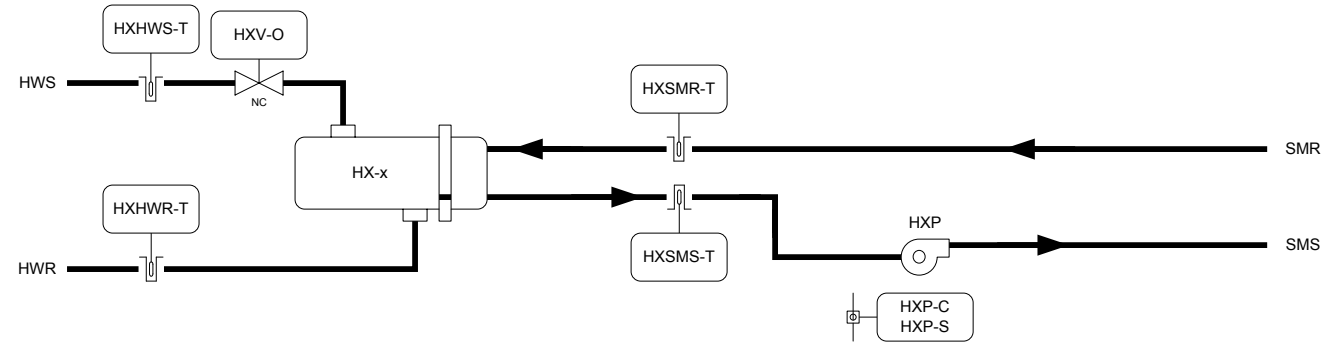 HXHWS-T
HXV-O
HWS
NC
HXSMR-T
SMR
HX-x
HXHWR-T
HXP
HXSMS-T
SMS
HWR
HXP-C
HXP-S